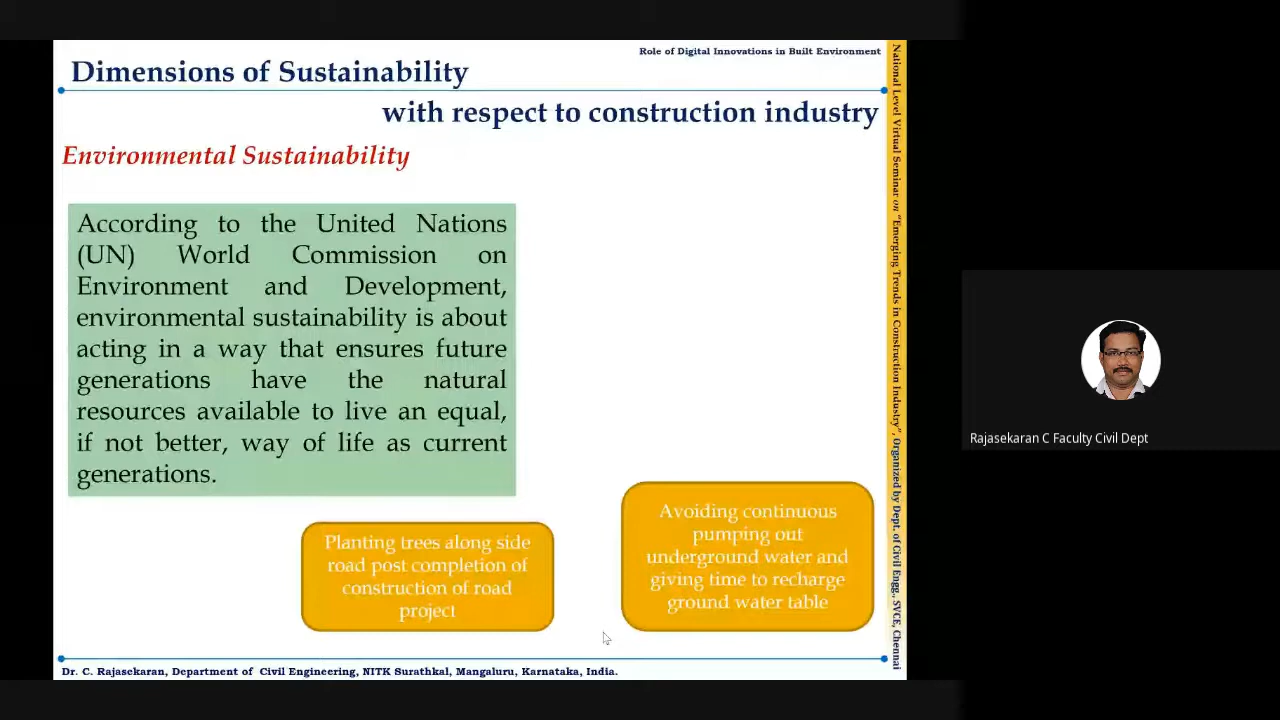 Role of Digital Innovations in Built Environment
Dimensions of Sustainability
with respect to construction industry
Environmental Sustainability
According to the United Nations
(UN) World Commission on
Environment and Development,
environmental sustainability is about
acting in a way that ensures future
generations have the natural
resources available to live an equal,
if not better, way of life as current
generations.
Planting trees along side
road post completion of
construction of road
project
Avoiding continuous
pumping out
underground water and
giving time to recharge
ground water table
Dr. C. Rajasekaran, Department of Civil Engineering, NITK Surathkal, Mangaluru, Karnataka, India.
National Level Virtual Seminar on "Emerging Trends in Construction Industry", Organized by Dept. of Civil Engg., SVCE, Chennai
Rajasekaran C Faculty Civil Dept